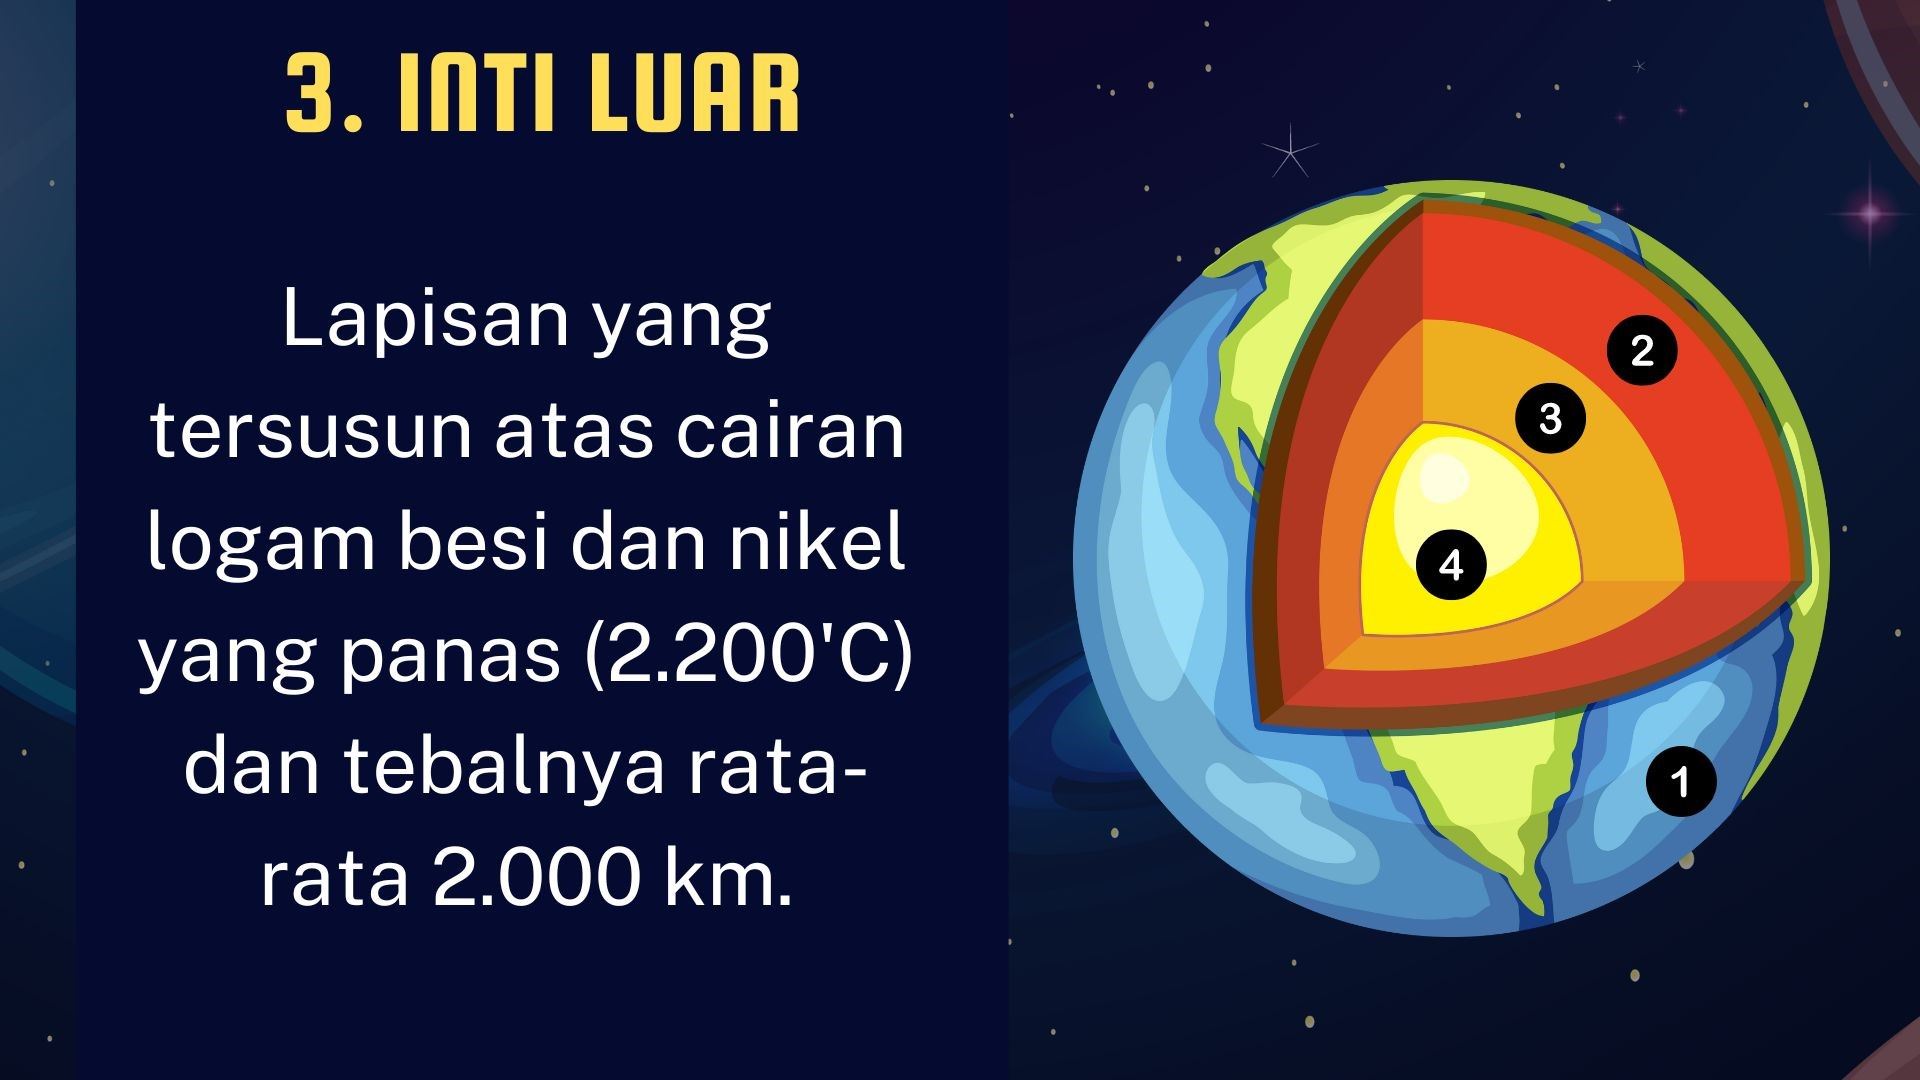 3. INTI LUAR
Lapisan yang
tersusun atas cairan
logam besi dan nikel
yang panas (2.200'C)
dan tebalnya rata-
rata 2.000 km.
2
3
4
1